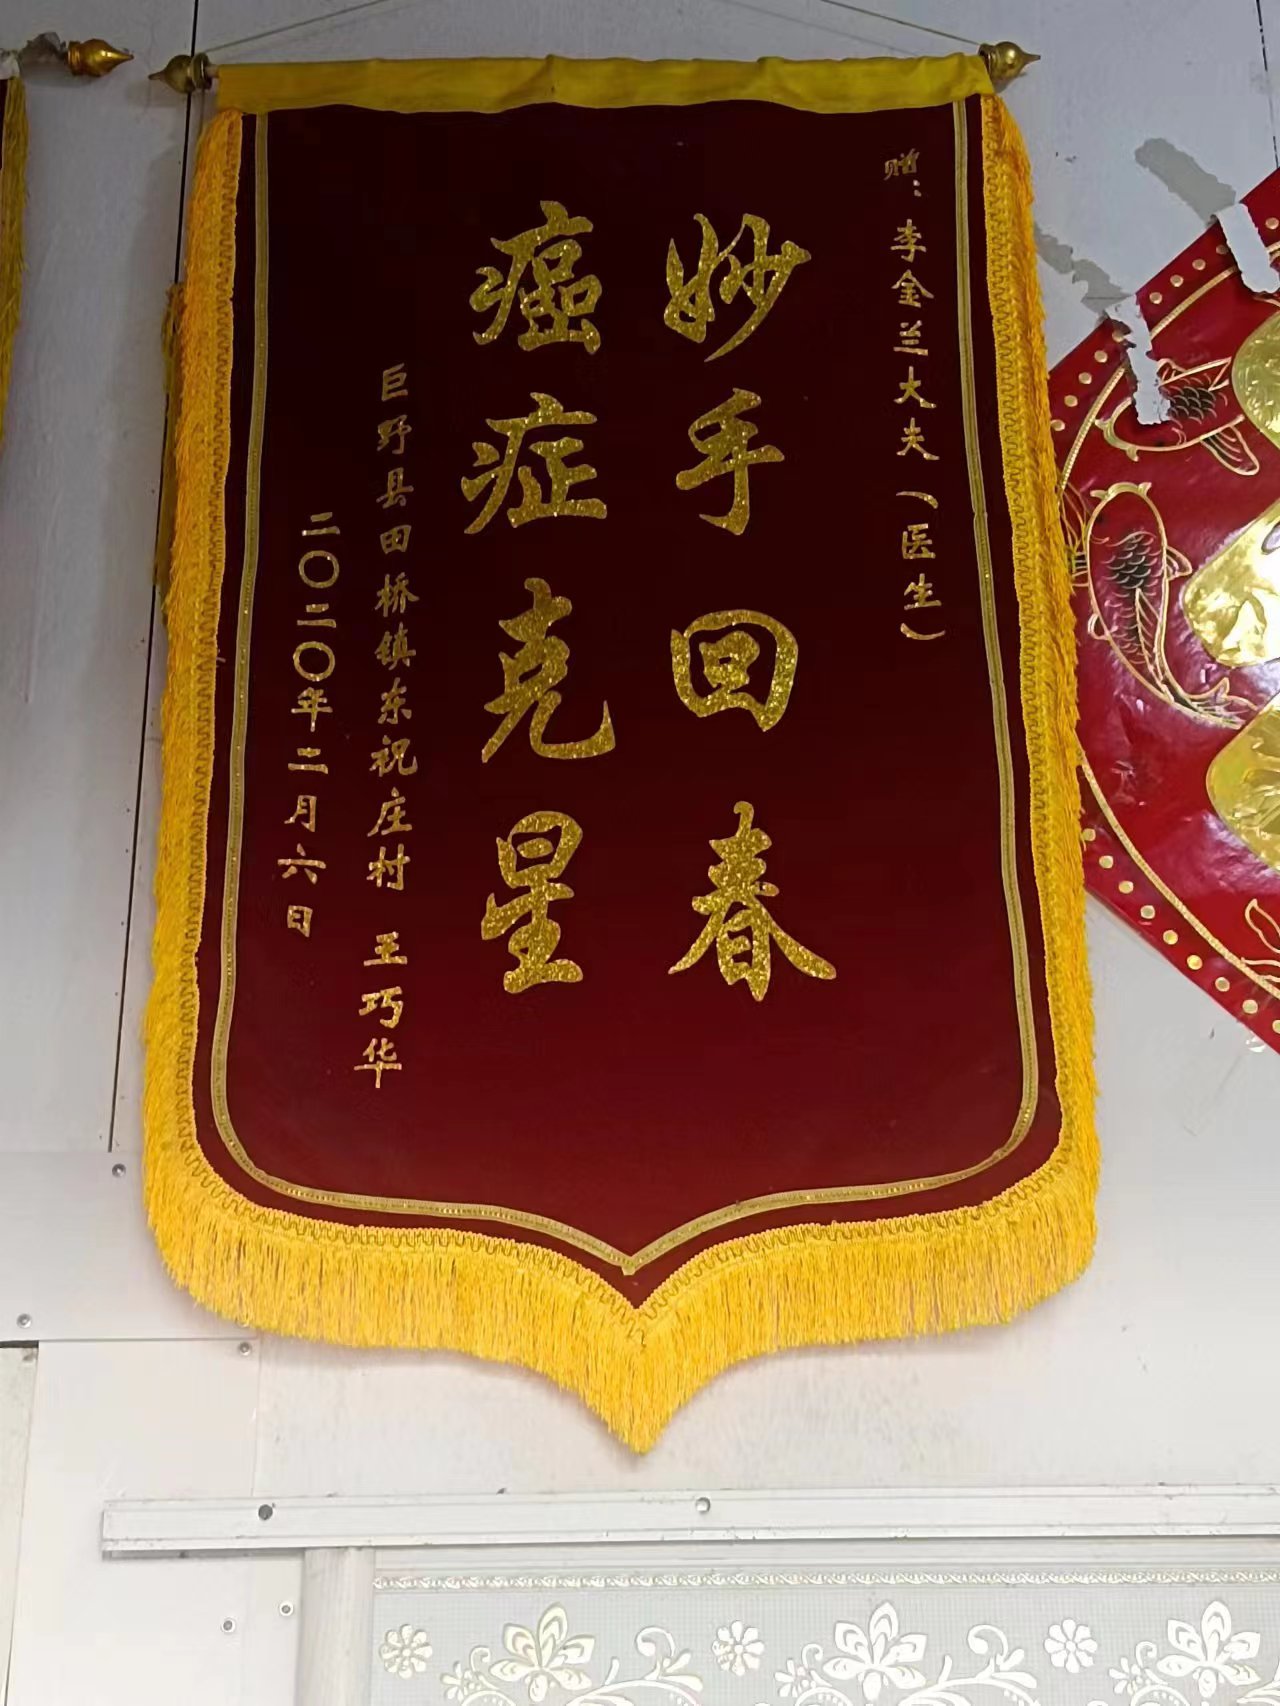 赠：李金兰大夫（医生）
妙手回春
癌症克星
巨野县田桥镇东祝庄村 王巧华
二〇二〇年二月六日